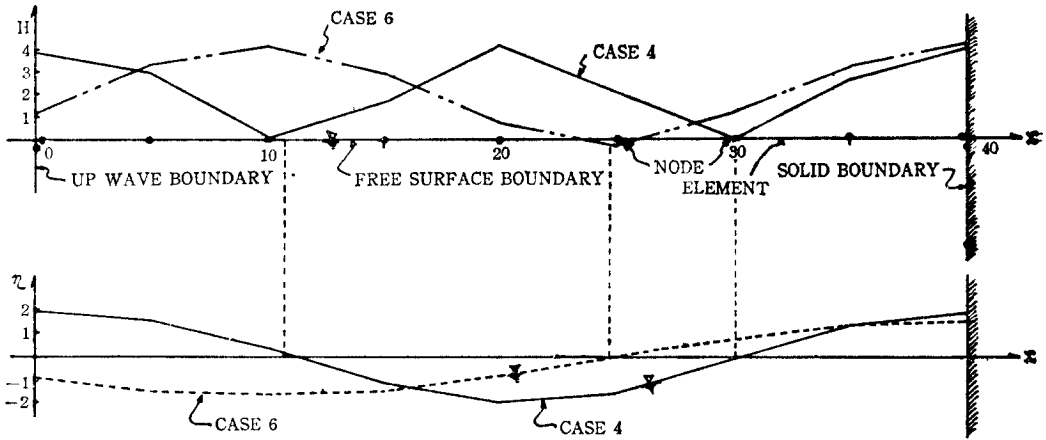 H
CASE 6
CASE 4
4
3
2
1
0
10
20
30
40
x
UP WAVE BOUNDARY
FREE SURFACE BOUNDARY
NODE
ELEMENT
SOLID BOUNDARY
η
2
1
-1
-2
x
CASE 6
CASE 4